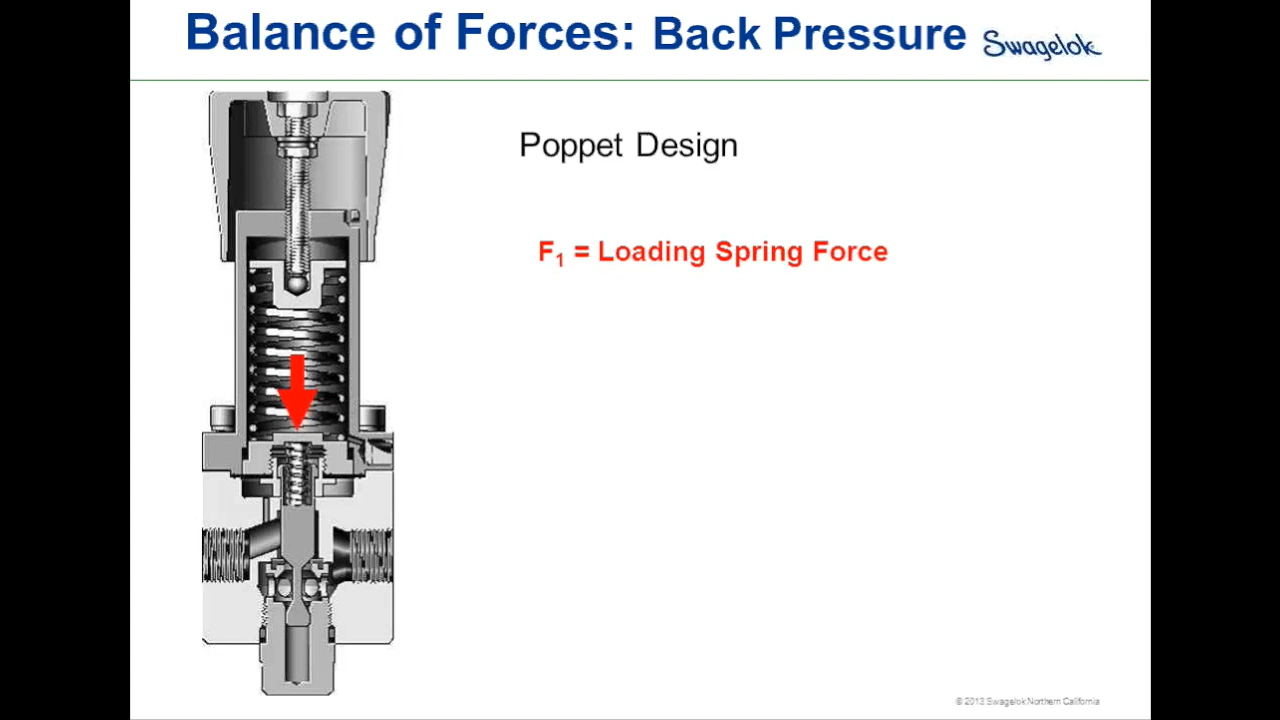 Balance of Forces: Back Pressure
Swagelok
Poppet Design
F₁ = Loading Spring Force
© 2013 Swagelok Northern California